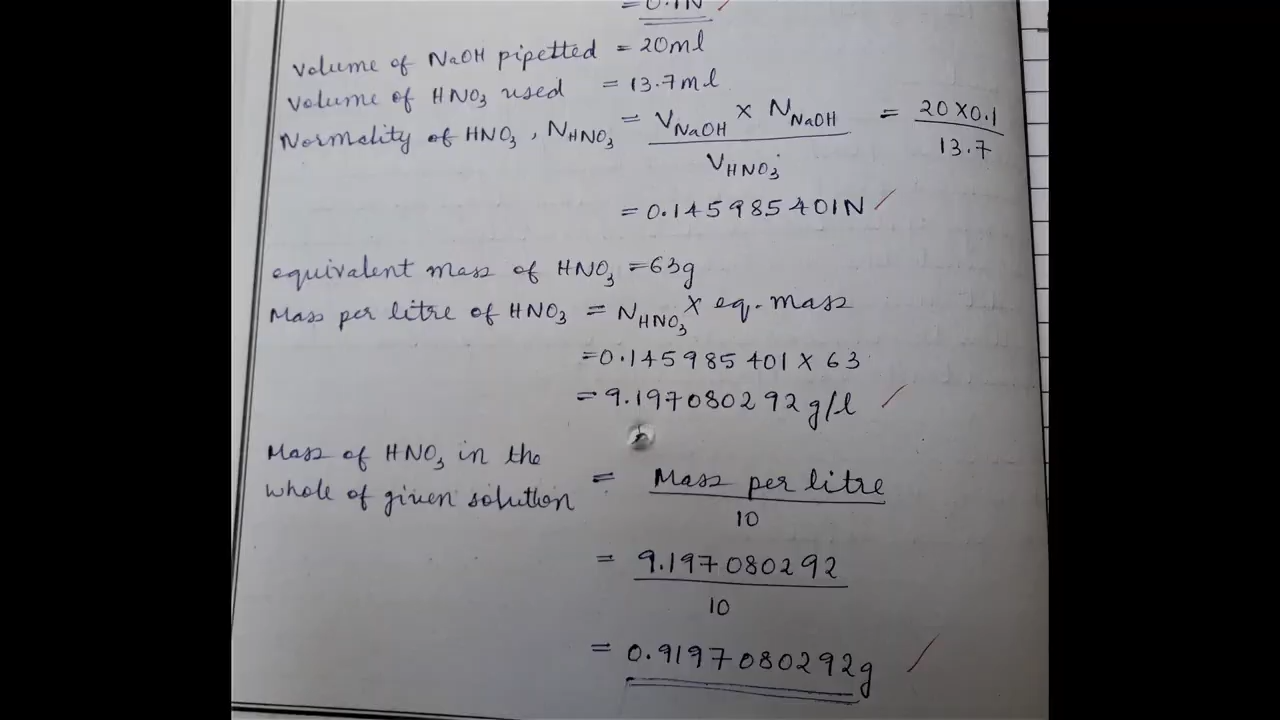 = 0.1N
Volume of NaOH pipetted = 20ml
Volume of HNO3 used = 13.7ml
Normality of HNO3, NHNO3 = VNaOH × NNaOH / VHNO3 = 20×0.1 / 13.7
= 0.145985401N
equivalent mass of HNO3 = 63g
Mass per litre of HNO3 = NHNO3 × eq. mass
= 0.145985401 × 63
= 9.197080292 g/l
Mass of HNO3 in the
whole of given solution = Mass per litre / 10
= 9.197080292 / 10
= 0.9197080292g